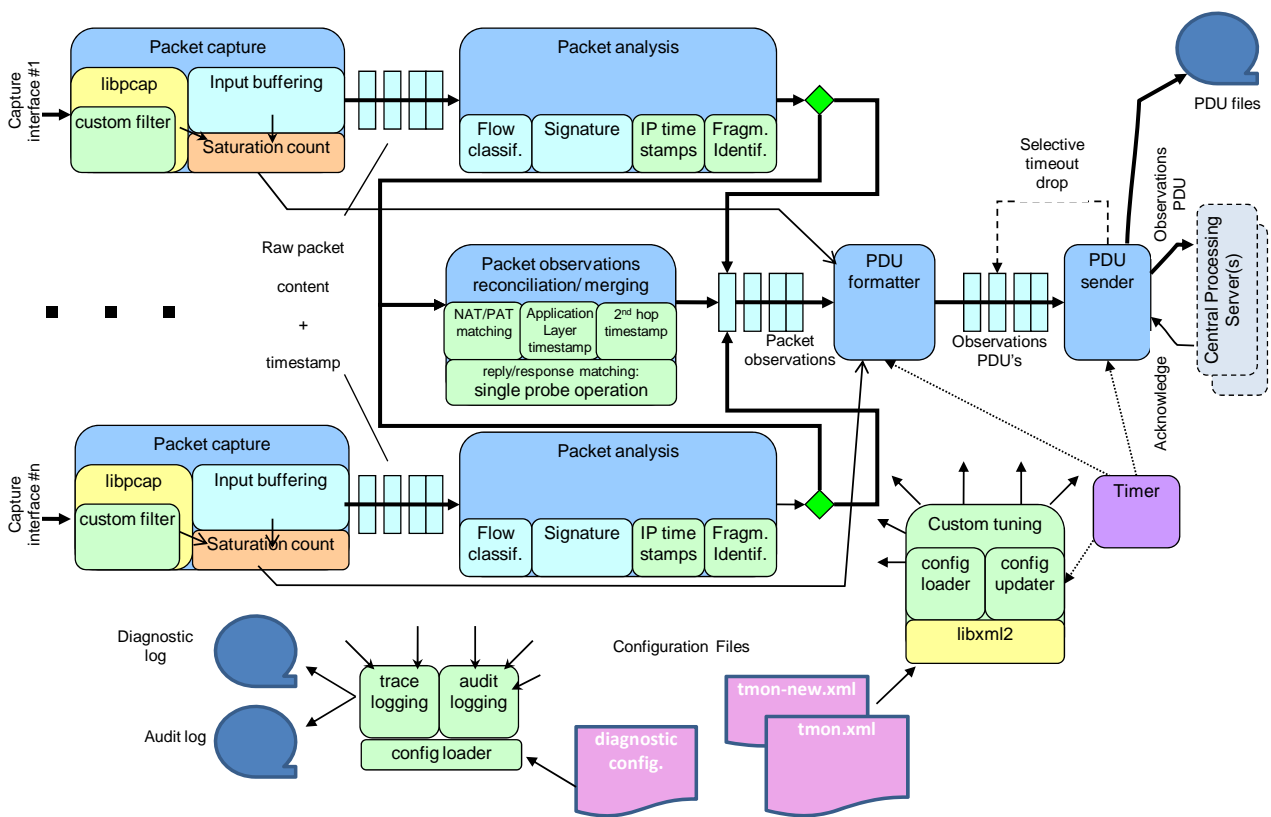 Capture
interface #1
Packet capture
libpcap
custom filter
Input buffering
Saturation count
Packet analysis
Flow
classif.
Signature
IP time
stamps
Fragm.
Identif.
PDU files
Selective
timeout
drop
Observations
PDU
Central Processing
Server(s)
Raw packet
content
+
timestamp
Packet observations
reconciliation/ merging
NAT/PAT
matching
Application
Layer
timestamp
2nd hop
timestamp
reply/response matching:
single probe operation
Packet
observations
PDU
formatter
Observations
PDU's
PDU
sender
Acknowledge
Capture
interface #n
Packet capture
libpcap
custom filter
Input buffering
Saturation count
Packet analysis
Flow
classif.
Signature
IP time
stamps
Fragm.
Identif.
Timer
Custom tuning
config
loader
config
updater
libxml2
Diagnostic
log
Audit log
trace
logging
audit
logging
config loader
Configuration Files
diagnostic
config.
tmon-new.xml
tmon.xml